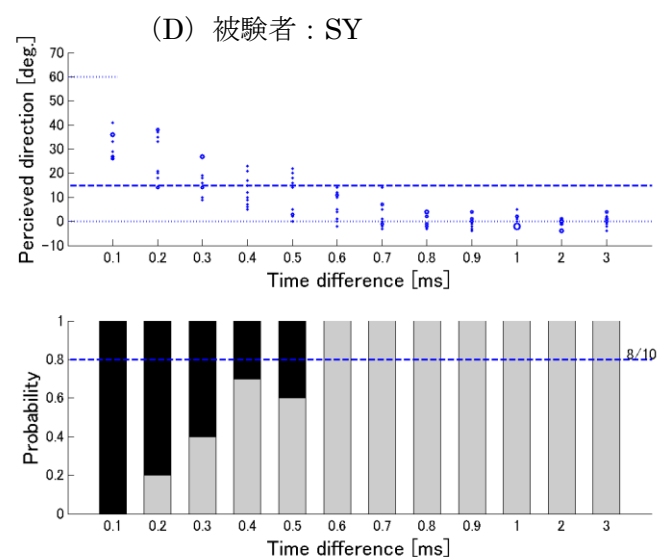 (D) 被験者：SY
Percieved direction [deg.]
70
60
50
40
30
20
10
0
−10
0.1 0.2 0.3 0.4 0.5 0.6 0.7 0.8 0.9 1 2 3
Time difference [ms]
Probability
1
0.8
0.6
0.4
0.2
0
8/10
0.1 0.2 0.3 0.4 0.5 0.6 0.7 0.8 0.9 1 2 3
Time difference [ms]